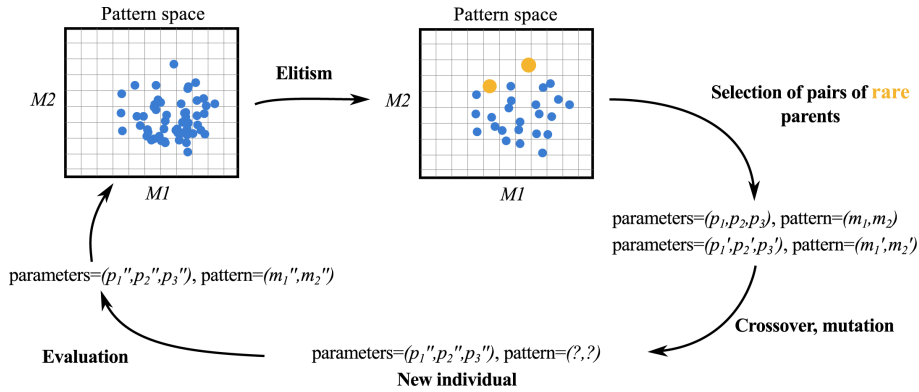 Pattern space
M2
M1
Elitism
Pattern space
M2
M1
Selection of pairs of rare
parents
parameters=(p₁,p₂,p₃), pattern=(m₁,m₂)
parameters=(p₁',p₂',p₃'), pattern=(m₁',m₂')
Crossover, mutation
parameters=(p₁'',p₂'',p₃''), pattern=(?,?)
New individual
Evaluation
parameters=(p₁'',p₂'',p₃''), pattern=(m₁'',m₂'')